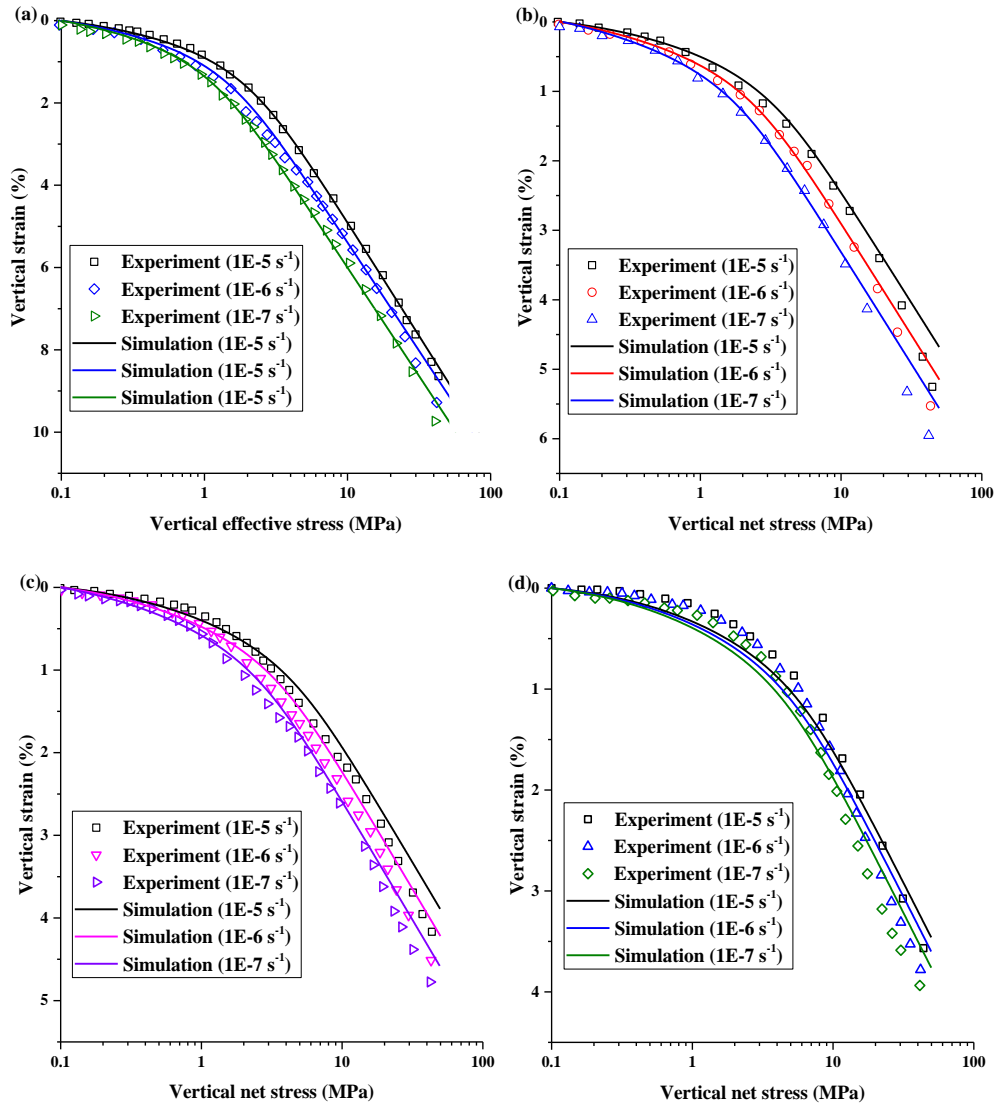 (a)
0
2
4
6
8
10
Vertical strain (%)
Experiment (1E-5 s⁻¹)
Experiment (1E-6 s⁻¹)
Experiment (1E-7 s⁻¹)
Simulation (1E-5 s⁻¹)
Simulation (1E-5 s⁻¹)
Simulation (1E-5 s⁻¹)
0.1 1 10 100
Vertical effective stress (MPa)
(b)
0
1
2
3
4
5
6
Vertical strain (%)
Experiment (1E-5 s⁻¹)
Experiment (1E-6 s⁻¹)
Experiment (1E-7 s⁻¹)
Simulation (1E-5 s⁻¹)
Simulation (1E-6 s⁻¹)
Simulation (1E-7 s⁻¹)
0.1 1 10 100
Vertical net stress (MPa)
(c)
0
1
2
3
4
5
Vertical strain (%)
Experiment (1E-5 s⁻¹)
Experiment (1E-6 s⁻¹)
Experiment (1E-7 s⁻¹)
Simulation (1E-5 s⁻¹)
Simulation (1E-6 s⁻¹)
Simulation (1E-7 s⁻¹)
0.1 1 10 100
Vertical net stress (MPa)
(d)
0
1
2
3
4
Vertical strain (%)
Experiment (1E-5 s⁻¹)
Experiment (1E-6 s⁻¹)
Experiment (1E-7 s⁻¹)
Simulation (1E-5 s⁻¹)
Simulation (1E-6 s⁻¹)
Simulation (1E-7 s⁻¹)
0.1 1 10 100
Vertical net stress (MPa)